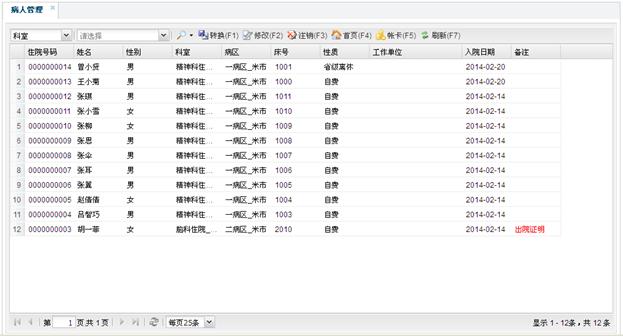 病人管理
科室 请选择 转换(F1) 修改(F2) 注销(F3) 首页(F4) 帐卡(F5) 刷新(F7)
住院号码 姓名 性别 科室 病区 床号 性质 工作单位 入院日期 备注
1 0000000014 曾小贤 男 精神科住... 一病区_米市 1001 省级离休 2014-02-20
2 0000000013 王小菊 男 精神科住... 一病区_米市 1000 自费 2014-02-20
3 0000000012 张琪 男 精神科住... 一病区_米市 1011 自费 2014-02-14
4 0000000011 张小雪 女 精神科住... 一病区_米市 1010 自费 2014-02-14
5 0000000010 张柳 女 精神科住... 一病区_米市 1009 自费 2014-02-14
6 0000000009 张思 男 精神科住... 一病区_米市 1008 自费 2014-02-14
7 0000000008 张伞 男 精神科住... 一病区_米市 1007 自费 2014-02-14
8 0000000007 张耳 男 精神科住... 一病区_米市 1006 自费 2014-02-14
9 0000000006 张翼 男 精神科住... 一病区_米市 1005 自费 2014-02-14
10 0000000005 赵倩倩 女 精神科住... 一病区_米市 1004 自费 2014-02-14
11 0000000004 吕智巧 男 精神科住... 一病区_米市 1003 自费 2014-02-14
12 0000000003 胡一菲 女 脑科住院_... 二病区_米市 2010 自费 2014-02-14 出院证明
第 1 页,共 1 页 每页25条 显示 1 - 12条，共 12 条